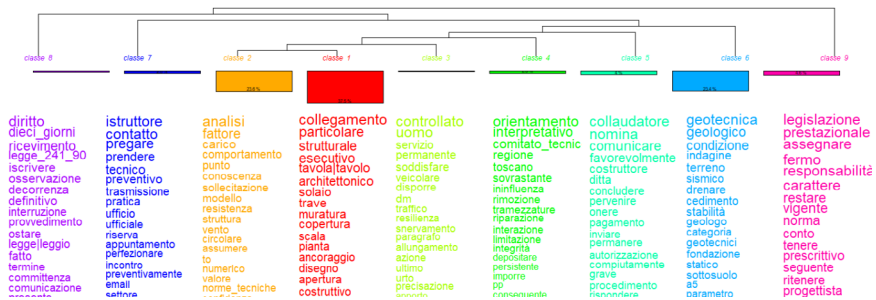 classe 8
classe 7
classe 2
classe 1
classe 3
classe 4
classe 5
classe 6
classe 9
diritto
dieci_giorni
ricevimento
legge_241_90
iscrivere
osservazione
decorrenza
definitivo
interruzione
provvedimento
ostare
legge|leggio
fatto
termine
committenza
comunicazione
istruttore
contatto
pregare
prendere
tecnico
preventivo
trasmissione
pratica
ufficio
ufficiale
riserva
appuntamento
perfezionare
incontro
preventivamente
email
settore
analisi
fattore
carico
comportamento
punto
conoscenza
sollecitazione
modello
resistenza
struttura
vento
circolare
assumere
to
numerico
valore
norme_tecniche
collegamento
particolare
strutturale
esecutivo
tavola|tavolo
architettonico
solaio
trave
muratura
copertura
scala
pianta
ancoraggio
disegno
apertura
costruttivo
controllato
uomo
servizio
permanente
soddisfare
veicolare
disporre
dm
traffico
resilienza
snervamento
paragrafo
allungamento
azione
ultimo
urto
precisazione
orientamento
interpretativo
comitato_tecnic
regione
toscano
sovrastante
ininfluenza
rimozione
tramezzature
riparazione
interazione
limitazione
integrità
depositare
persistente
imporre
pp
conseguente
collaudatore
nomina
comunicare
favorevolmente
costruttore
ditta
concludere
pervenire
onere
pagamento
inviare
permanere
autorizzazione
compiutamente
grave
procedimento
rispondere
geotecnica
geologico
condizione
indagine
terreno
sismico
drenare
cedimento
stabilità
geologo
categoria
geotecnici
fondazione
statico
sottosuolo
a5
parametro
legislazione
prestazionale
assegnare
fermo
responsabilità
carattere
restare
vigente
norma
conto
tenere
prescrittivo
seguente
ritenere
progettista